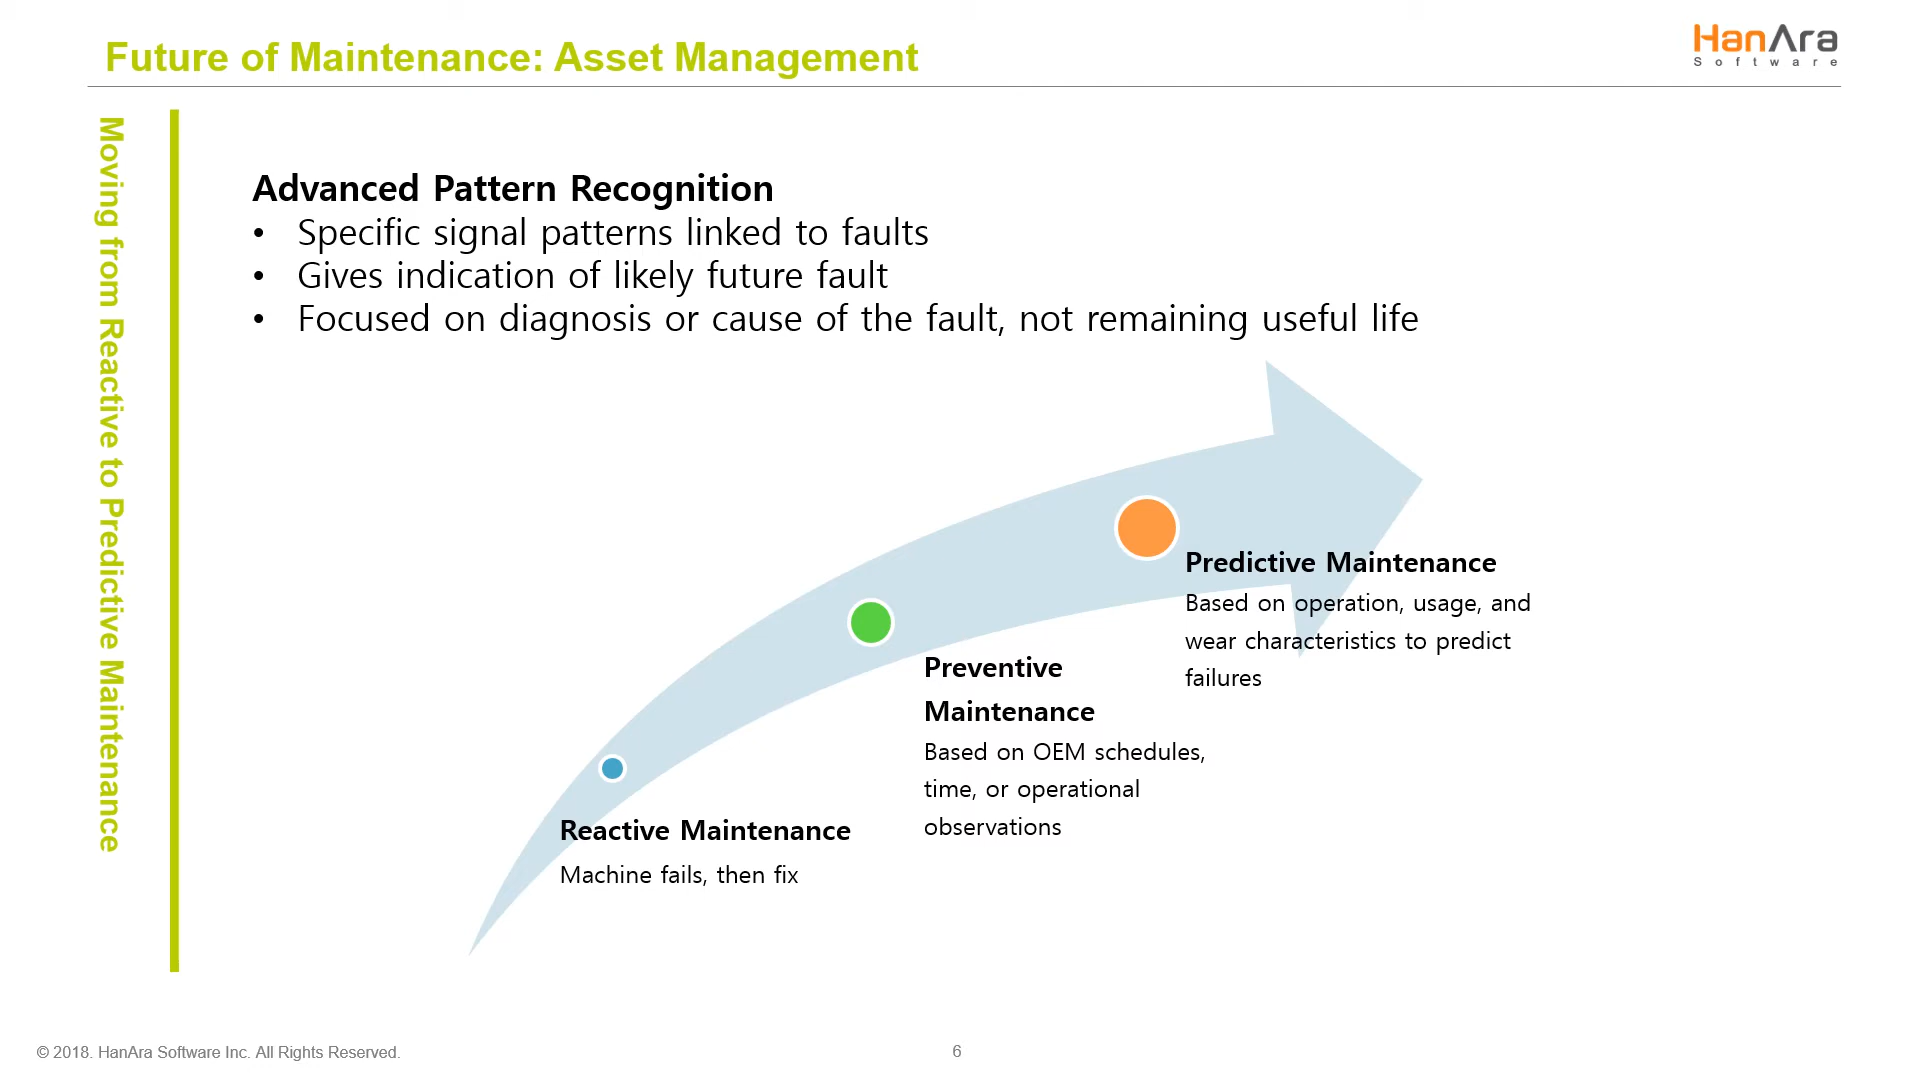 Future of Maintenance: Asset Management
HanAra
Software
Moving from Reactive to Predictive Maintenance
Advanced Pattern Recognition
• Specific signal patterns linked to faults
• Gives indication of likely future fault
• Focused on diagnosis or cause of the fault, not remaining useful life
Predictive Maintenance
Based on operation, usage, and
wear characteristics to predict
failures
Preventive
Maintenance
Based on OEM schedules,
time, or operational
observations
Reactive Maintenance
Machine fails, then fix
© 2018. HanAra Software Inc. All Rights Reserved.
6